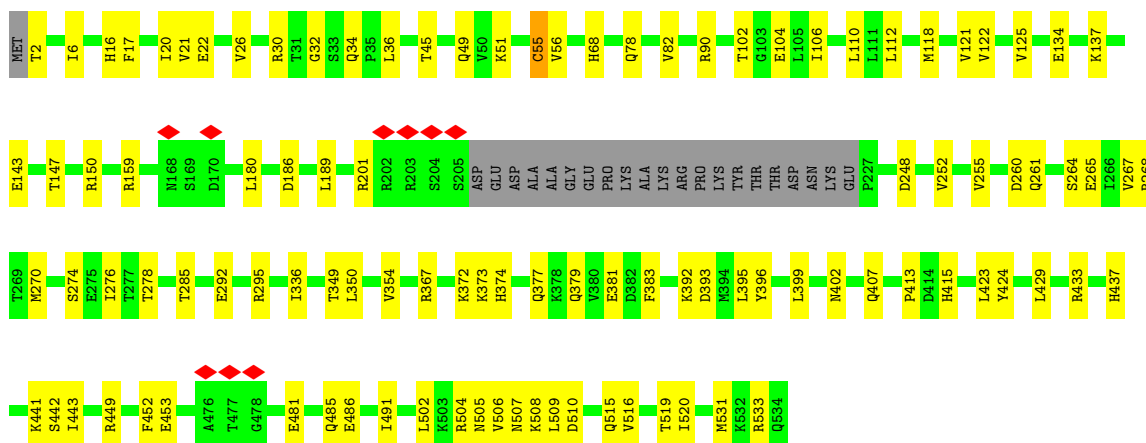 MET T2 I6 H16 F17 I20 V21 E22 V26 R30 T31 G32 S33 Q34 P35 L36 T45 Q49 V50 K51 C55 V56 H68 Q78 V82 R90 T102 G103 E104 L105 I106 L110 L111 L112 M118 V121 V122 V125 E134 K137
E143 T147 R150 R159 N168 S169 D170 L180 D186 L189 R201 R202 R203 S204 S205 ASP GLU ASP ALA ALA GLY GLU PRO LYS ALA LYS ARG PRO LYS TYR THR THR ASP ASN LYS GLU P227 D248 V252 V255 D260 Q261 S264 E265 I266 V267 R268
T269 M270 S274 E275 I276 T277 T278 T285 E292 R295 I336 T349 L350 V354 R367 K372 K373 H374 Q377 K378 Q379 V380 E381 D382 F383 K392 D393 M394 L395 Y396 L399 N402 Q407 P413 D414 H415 L423 Y424 L429 R433 H437
K441 S442 I443 R449 F452 E453 A476 T477 G478 E481 Q485 E486 I491 L502 K503 R504 N505 V506 N507 K508 L509 D510 Q515 V516 T519 I520 M531 K532 R533 Q534